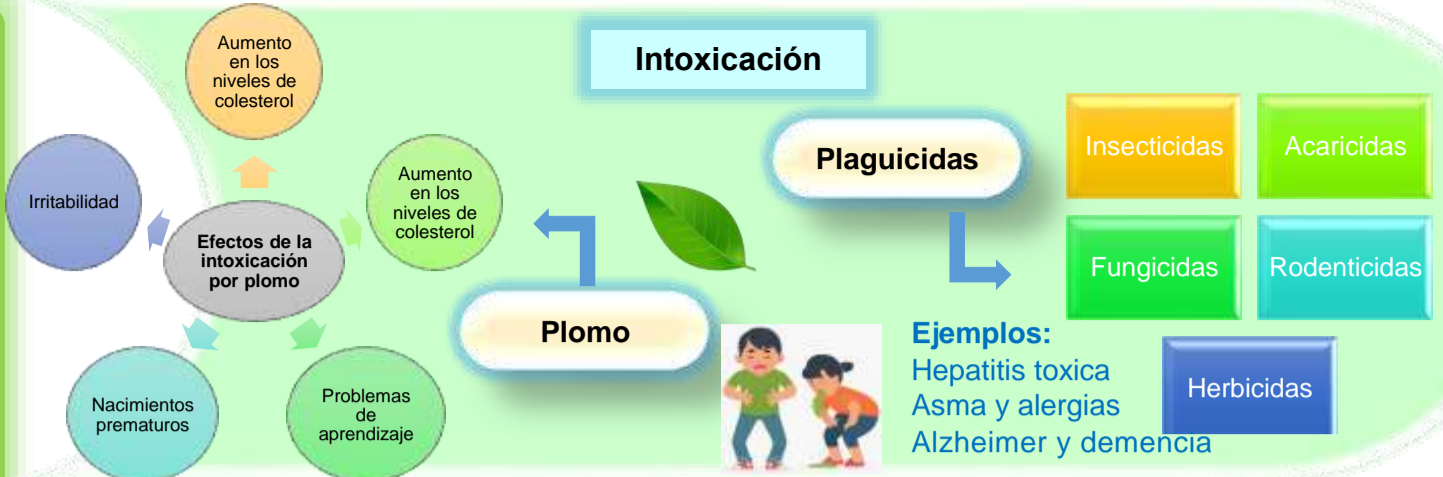 Intoxicación
Aumento
en los
niveles de
colesterol
Irritabilidad
Aumento
en los
niveles de
colesterol
Efectos de la
intoxicación
por plomo
Nacimientos
prematuros
Problemas
de
aprendizaje
Plomo
Plaguicidas
Insecticidas
Acaricidas
Fungicidas
Rodenticidas
Herbicidas
Ejemplos:
Hepatitis toxica
Asma y alergias
Alzheimer y demencia